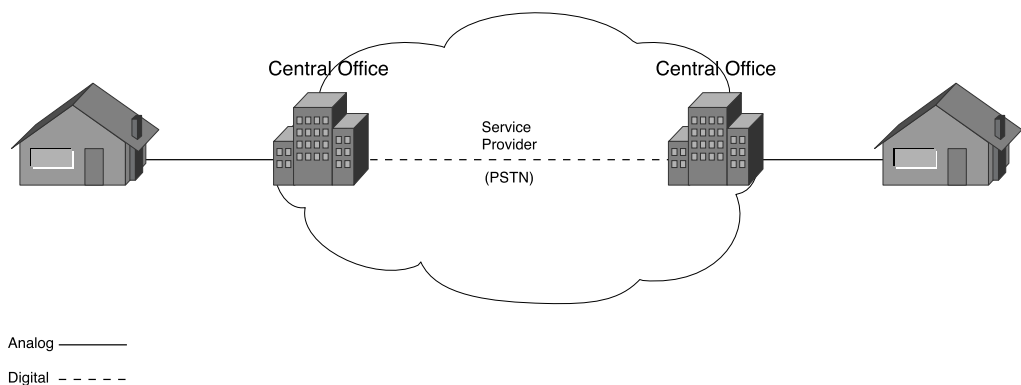 Central Office
Central Office
Service
Provider
(PSTN)
Analog
Digital